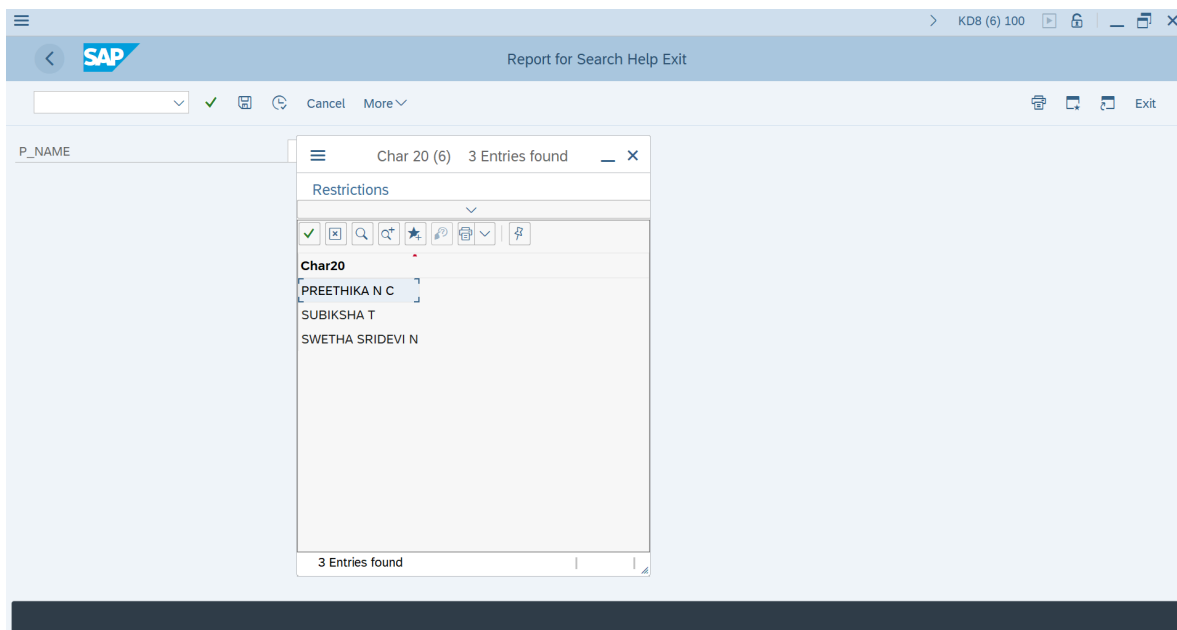 KD8 (6) 100
SAP
Report for Search Help Exit
Cancel More Exit
P_NAME
Char 20 (6) 3 Entries found
Restrictions
Char20
PREETHIKA N C
SUBIKSHA T
SWETHA SRIDEVI N
3 Entries found